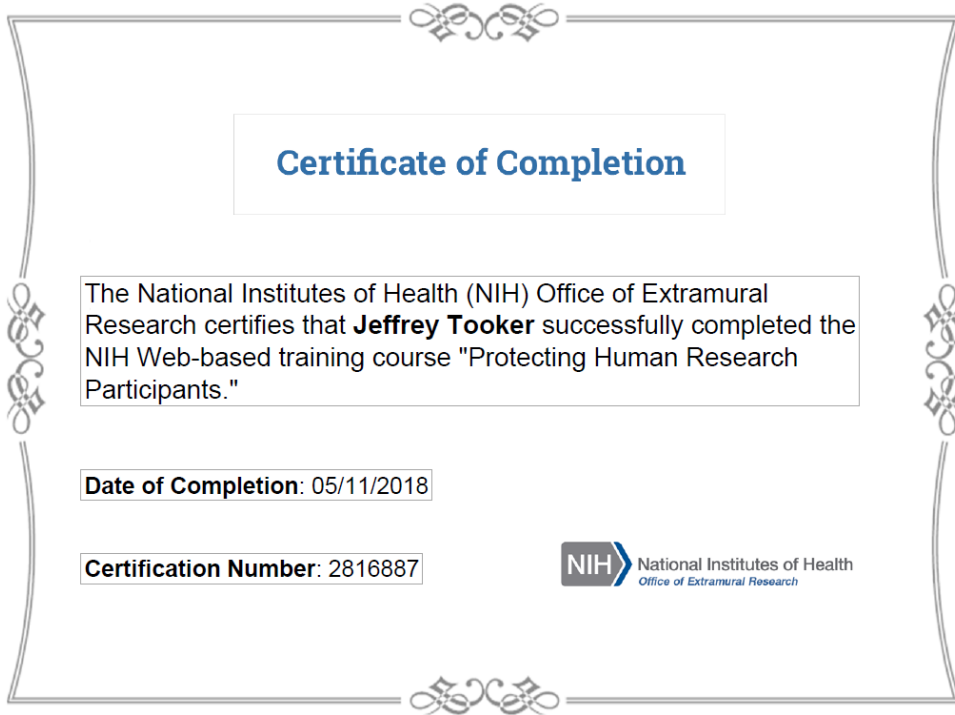 Certificate of Completion
The National Institutes of Health (NIH) Office of Extramural
Research certifies that Jeffrey Tooker successfully completed the
NIH Web-based training course "Protecting Human Research
Participants."
Date of Completion: 05/11/2018
Certification Number: 2816887
NIH National Institutes of Health
Office of Extramural Research